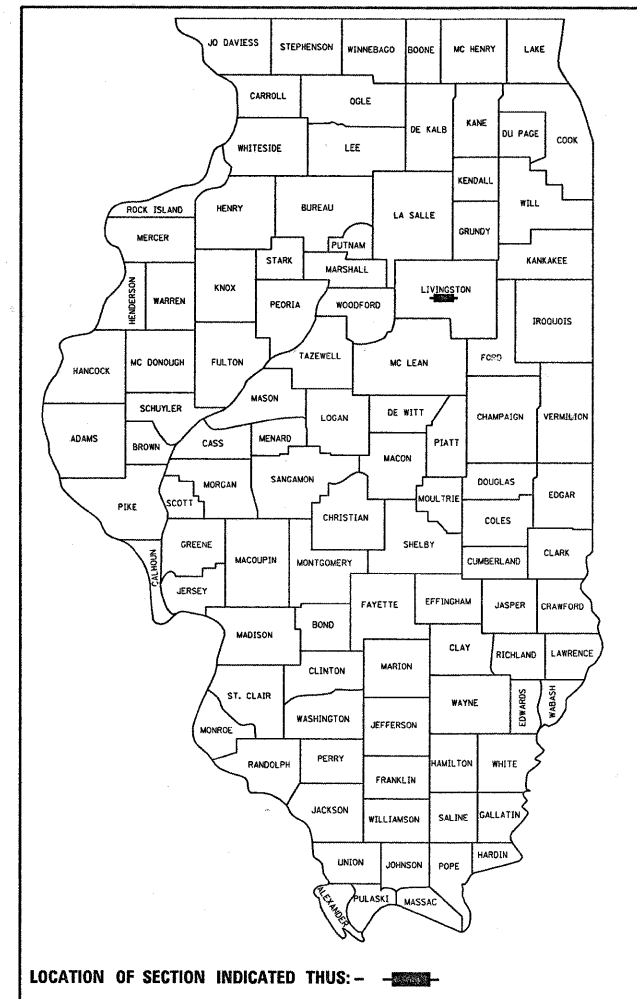 JO DAVIESS STEPHENSON WINNEBAGO BOONE MC HENRY LAKE
CARROLL OGLE DE KALB KANE DU PAGE COOK
WHITESIDE LEE KENDALL WILL
ROCK ISLAND HENRY BUREAU LA SALLE GRUNDY
MERCER PUTNAM
STARK MARSHALL KANKAKEE
HENDERSON WARREN KNOX PEORIA WOODFORD LIVINGSTON IROQUOIS
HANCOCK MC DONOUGH FULTON TAZEWELL MC LEAN FORD
SCHUYLER MASON LOGAN DE WITT CHAMPAIGN VERMILION
ADAMS BROWN CASS MENARD MACON PIATT
PIKE SCOTT MORGAN SANGAMON CHRISTIAN MOULTRIE DOUGLAS EDGAR
COLES
CALHOUN GREENE MACOUPIN MONTGOMERY SHELBY CUMBERLAND CLARK
JERSEY FAYETTE EFFINGHAM JASPER CRAWFORD
MADISON BOND CLAY RICHLAND LAWRENCE
CLINTON MARION
ST. CLAIR WAYNE EDWARDS WABASH
MONROE WASHINGTON JEFFERSON
RANDOLPH PERRY HAMILTON WHITE
FRANKLIN
JACKSON WILLIAMSON SALINE GALLATIN
UNION JOHNSON POPE HARDIN
ALEXANDER PULASKI MASSAC
LOCATION OF SECTION INDICATED THUS: -